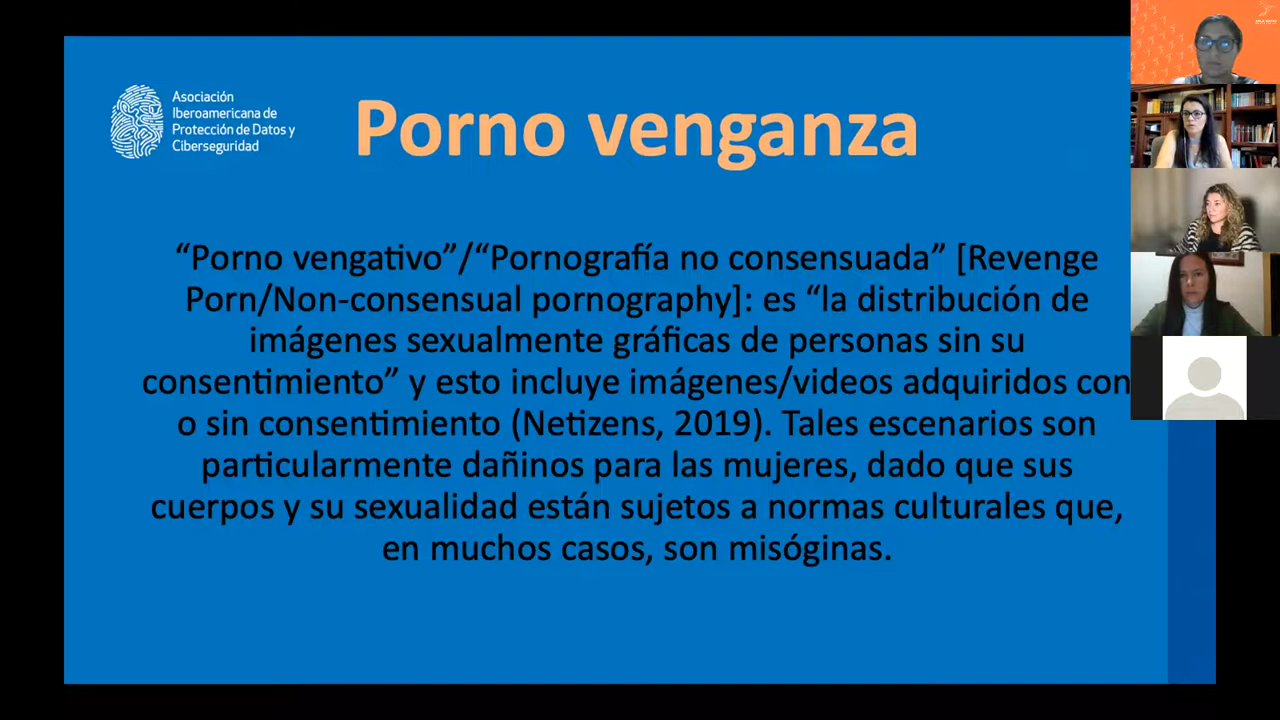 Asociación
Iberoamericana de
Protección de Datos y
Ciberseguridad
Porno venganza
“Porno vengativo”/“Pornografía no consensuada” [Revenge
Porn/Non-consensual pornography]: es “la distribución de
imágenes sexualmente gráficas de personas sin su
consentimiento” y esto incluye imágenes/videos adquiridos con
o sin consentimiento (Netizens, 2019). Tales escenarios son
particularmente dañinos para las mujeres, dado que sus
cuerpos y su sexualidad están sujetos a normas culturales que,
en muchos casos, son misóginas.